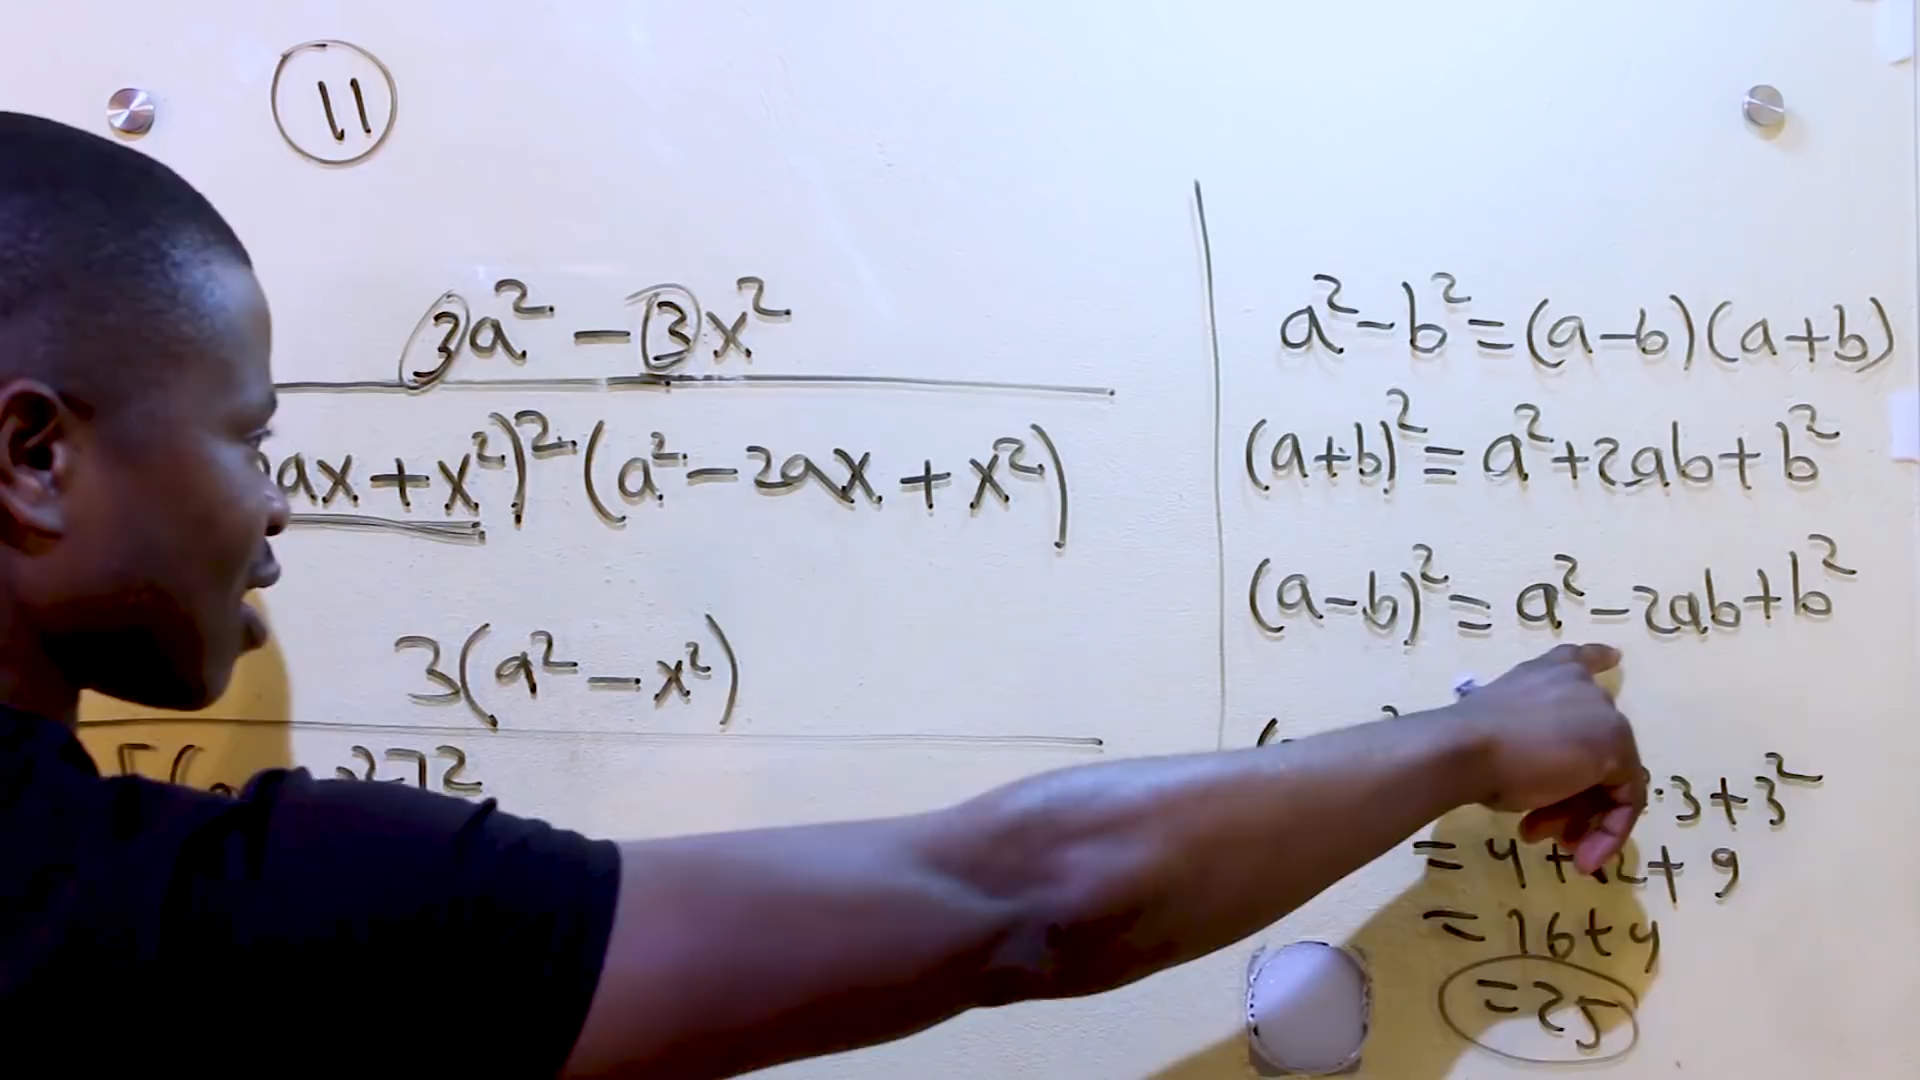 11
3a² - 3x²
ax + x²)² (a² - 2ax + x²)
3(a² - x²)
a² - b² = (a - b)(a + b)
(a + b)² ≡ a² + 2ab + b²
(a - b)² ≡ a² - 2ab + b²
· 3 + 3²
= 4 + 12 + 9
= 16 + 9
= 25